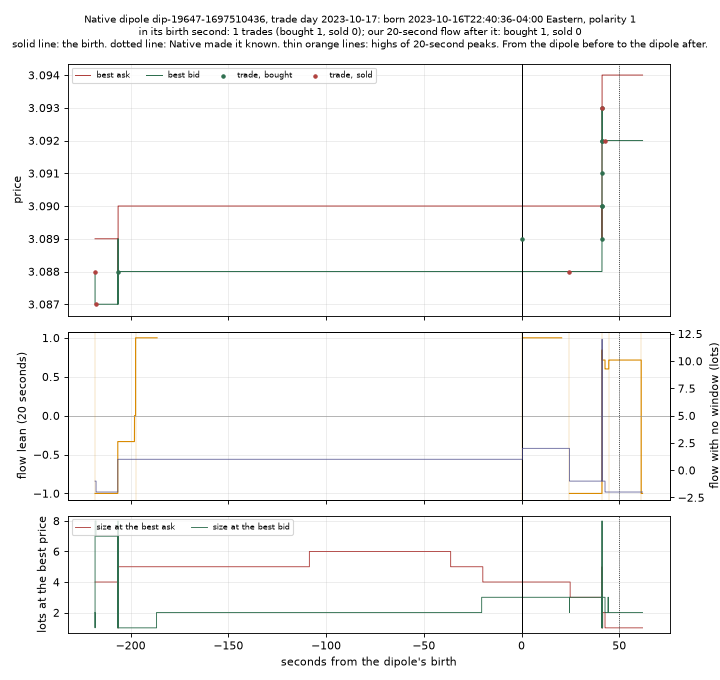 Native dipole dip-19647-1697510436, trade day 2023-10-17: born 2023-10-16T22:40:36-04:00 Eastern, polarity 1
in its birth second: 1 trades (bought 1, sold 0); our 20-second flow after it: bought 1, sold 0
solid line: the birth. dotted line: Native made it known. thin orange lines: highs of 20-second peaks. From the dipole before to the dipole after.
best ask
best bid
trade, bought
trade, sold
3.094
3.093
3.092
3.091
3.090
3.089
3.088
3.087
price
1.0
0.5
0.0
−0.5
−1.0
flow lean (20 seconds)
12.5
10.0
7.5
5.0
2.5
0.0
−2.5
flow with no window (lots)
size at the best ask
size at the best bid
8
6
4
2
lots at the best price
−200
−150
−100
−50
0
50
seconds from the dipole's birth